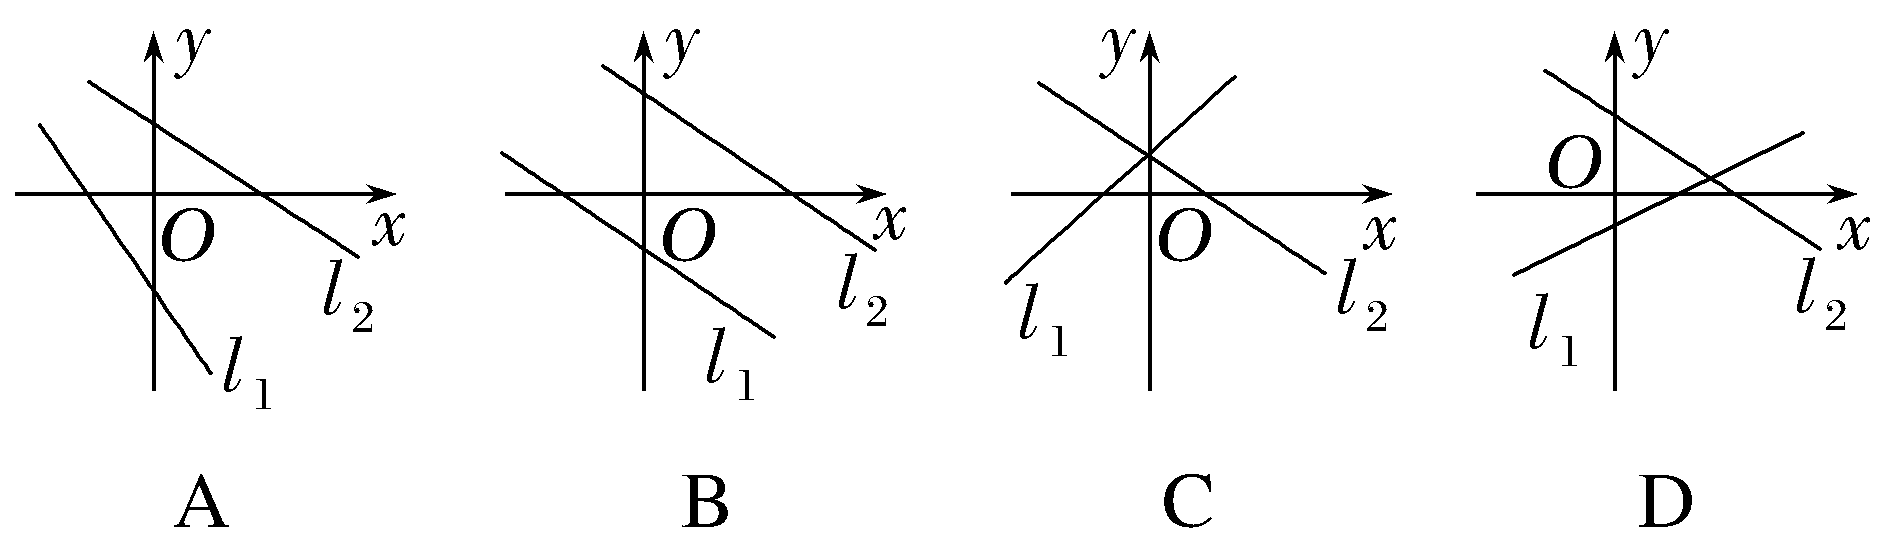 y x O l₁ l₂
y x O l₁ l₂
y x O l₁ l₂
y x O l₁ l₂
A B C D